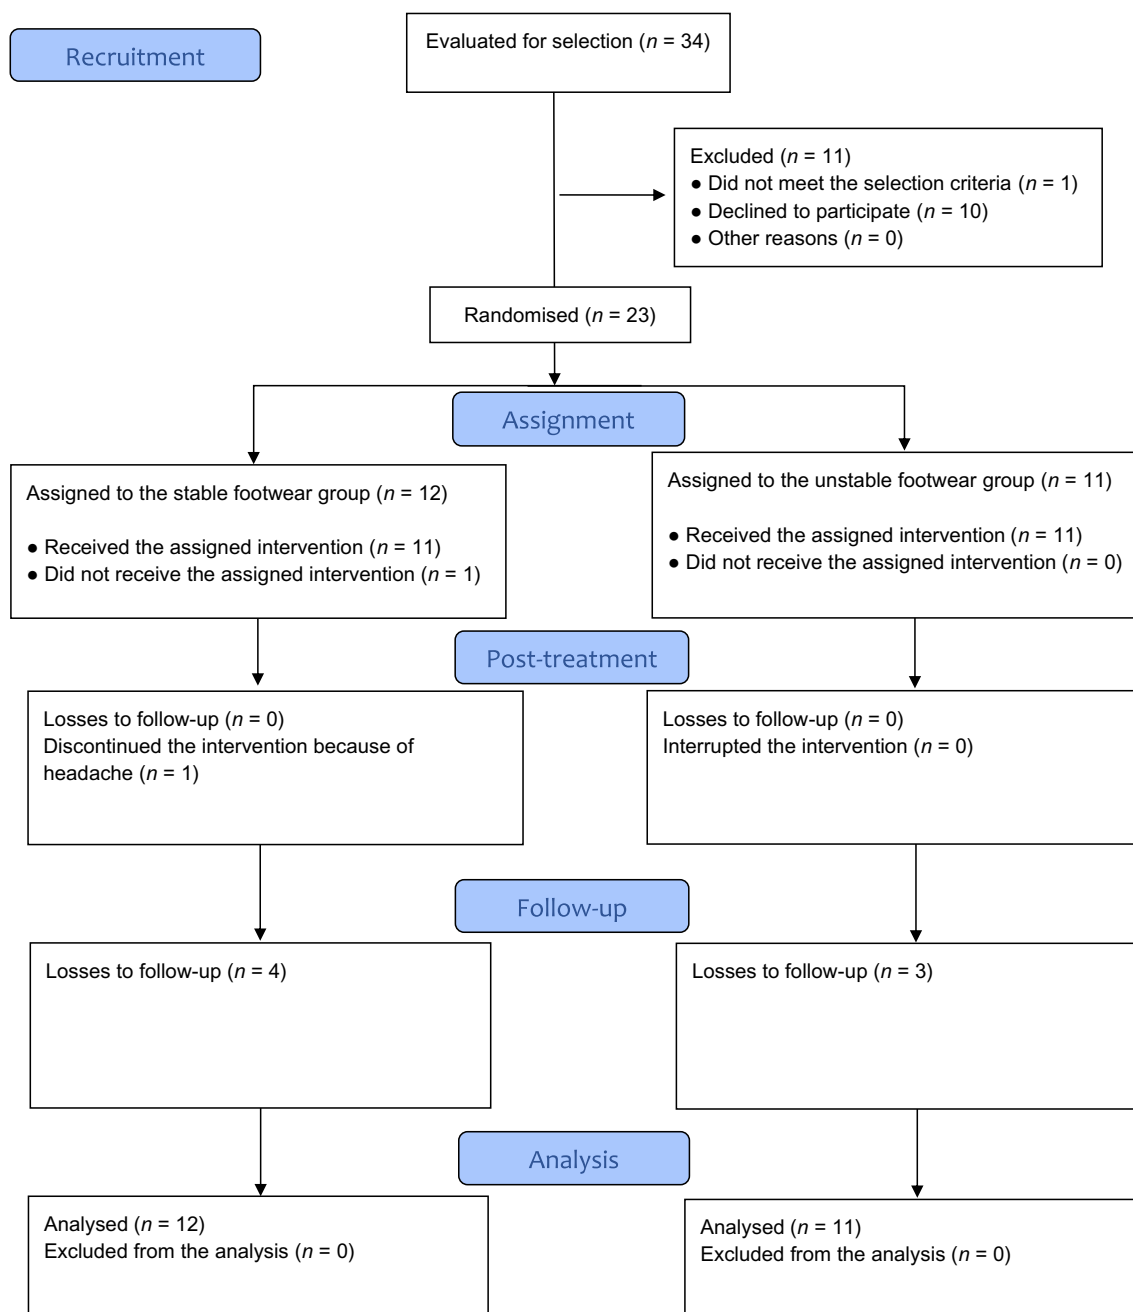 Recruitment
Evaluated for selection (n = 34)
Excluded (n = 11)
● Did not meet the selection criteria (n = 1)
● Declined to participate (n = 10)
● Other reasons (n = 0)
Randomised (n = 23)
Assignment
Assigned to the stable footwear group (n = 12)
● Received the assigned intervention (n = 11)
● Did not receive the assigned intervention (n = 1)
Assigned to the unstable footwear group (n = 11)
● Received the assigned intervention (n = 11)
● Did not receive the assigned intervention (n = 0)
Post-treatment
Losses to follow-up (n = 0)
Discontinued the intervention because of
headache (n = 1)
Losses to follow-up (n = 0)
Interrupted the intervention (n = 0)
Follow-up
Losses to follow-up (n = 4)
Losses to follow-up (n = 3)
Analysis
Analysed (n = 12)
Excluded from the analysis (n = 0)
Analysed (n = 11)
Excluded from the analysis (n = 0)